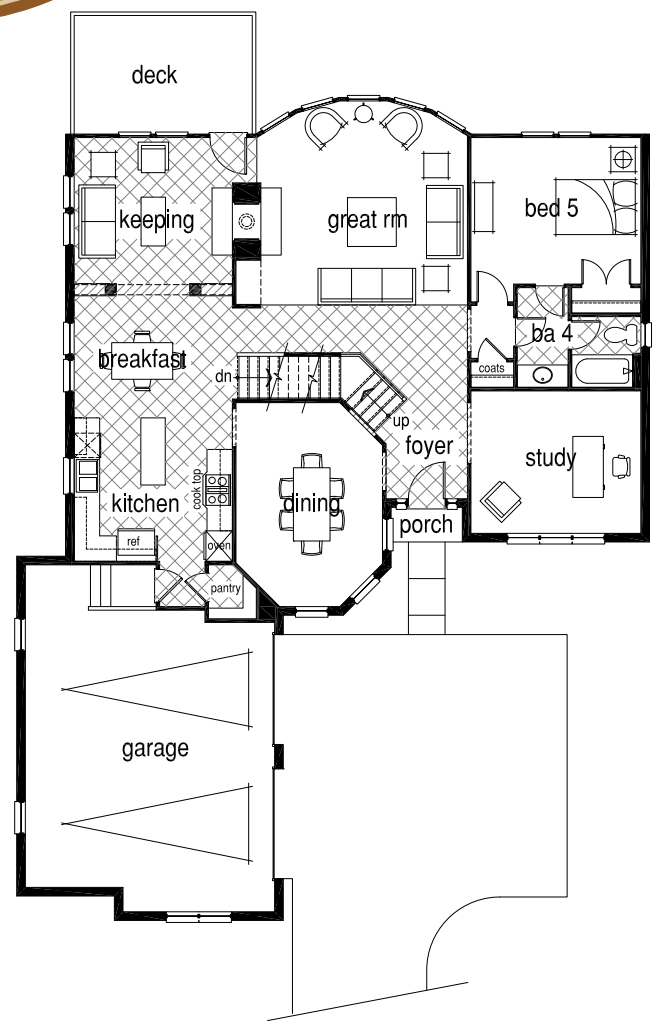 deck
keeping
great rm
bed 5
ba 4
breakfast
dn
coats
up
foyer
study
cook top
kitchen
dining
porch
ref
oven
pantry
garage